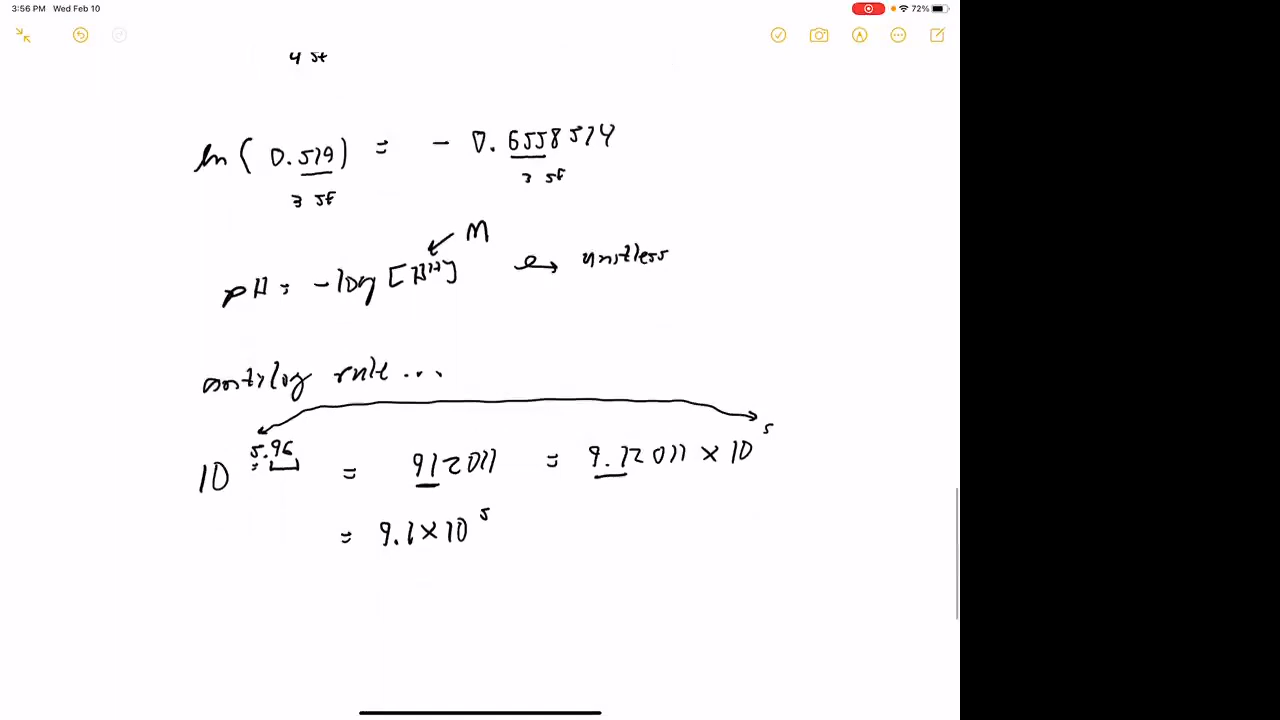 3:56 PM Wed Feb 10
72%
4 sf
ln( 0.519) = - 0.6558514
3 sf
3 sf
M
pH = -log [H+] → unitless
antilog rule...
10^5.96 = 912011 = 9.12011 × 10^5
= 9.1 × 10^5